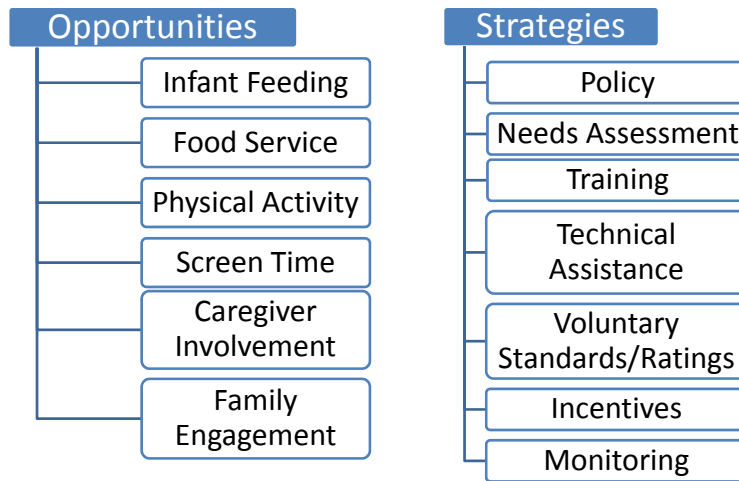 Opportunities
Infant Feeding
Food Service
Physical Activity
Screen Time
Caregiver
Involvement
Family
Engagement
Strategies
Policy
Needs Assessment
Training
Technical
Assistance
Voluntary
Standards/Ratings
Incentives
Monitoring